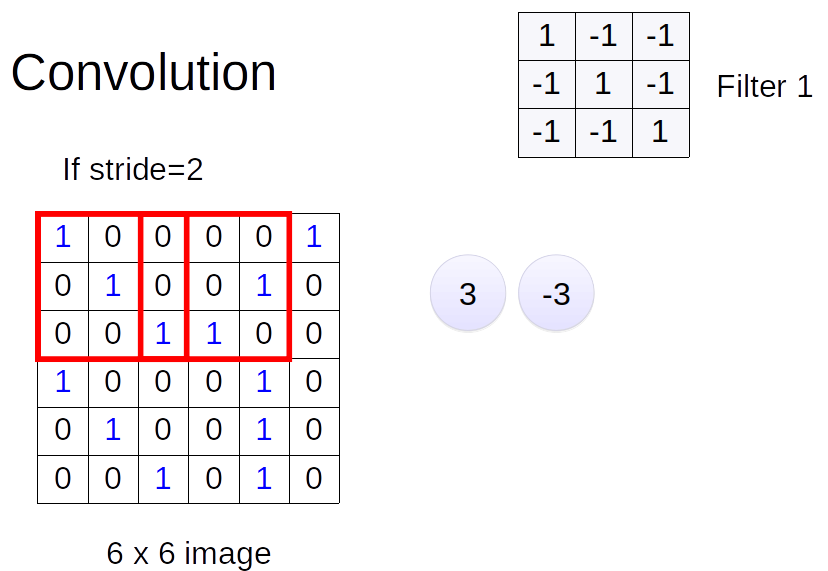 1 -1 -1
-1 1 -1
-1 -1 1
Filter 1
Convolution
If stride=2
1 0 0 0 0 1
0 1 0 0 1 0
0 0 1 1 0 0
1 0 0 0 1 0
0 1 0 0 1 0
0 0 1 0 1 0
3 -3
6 x 6 image